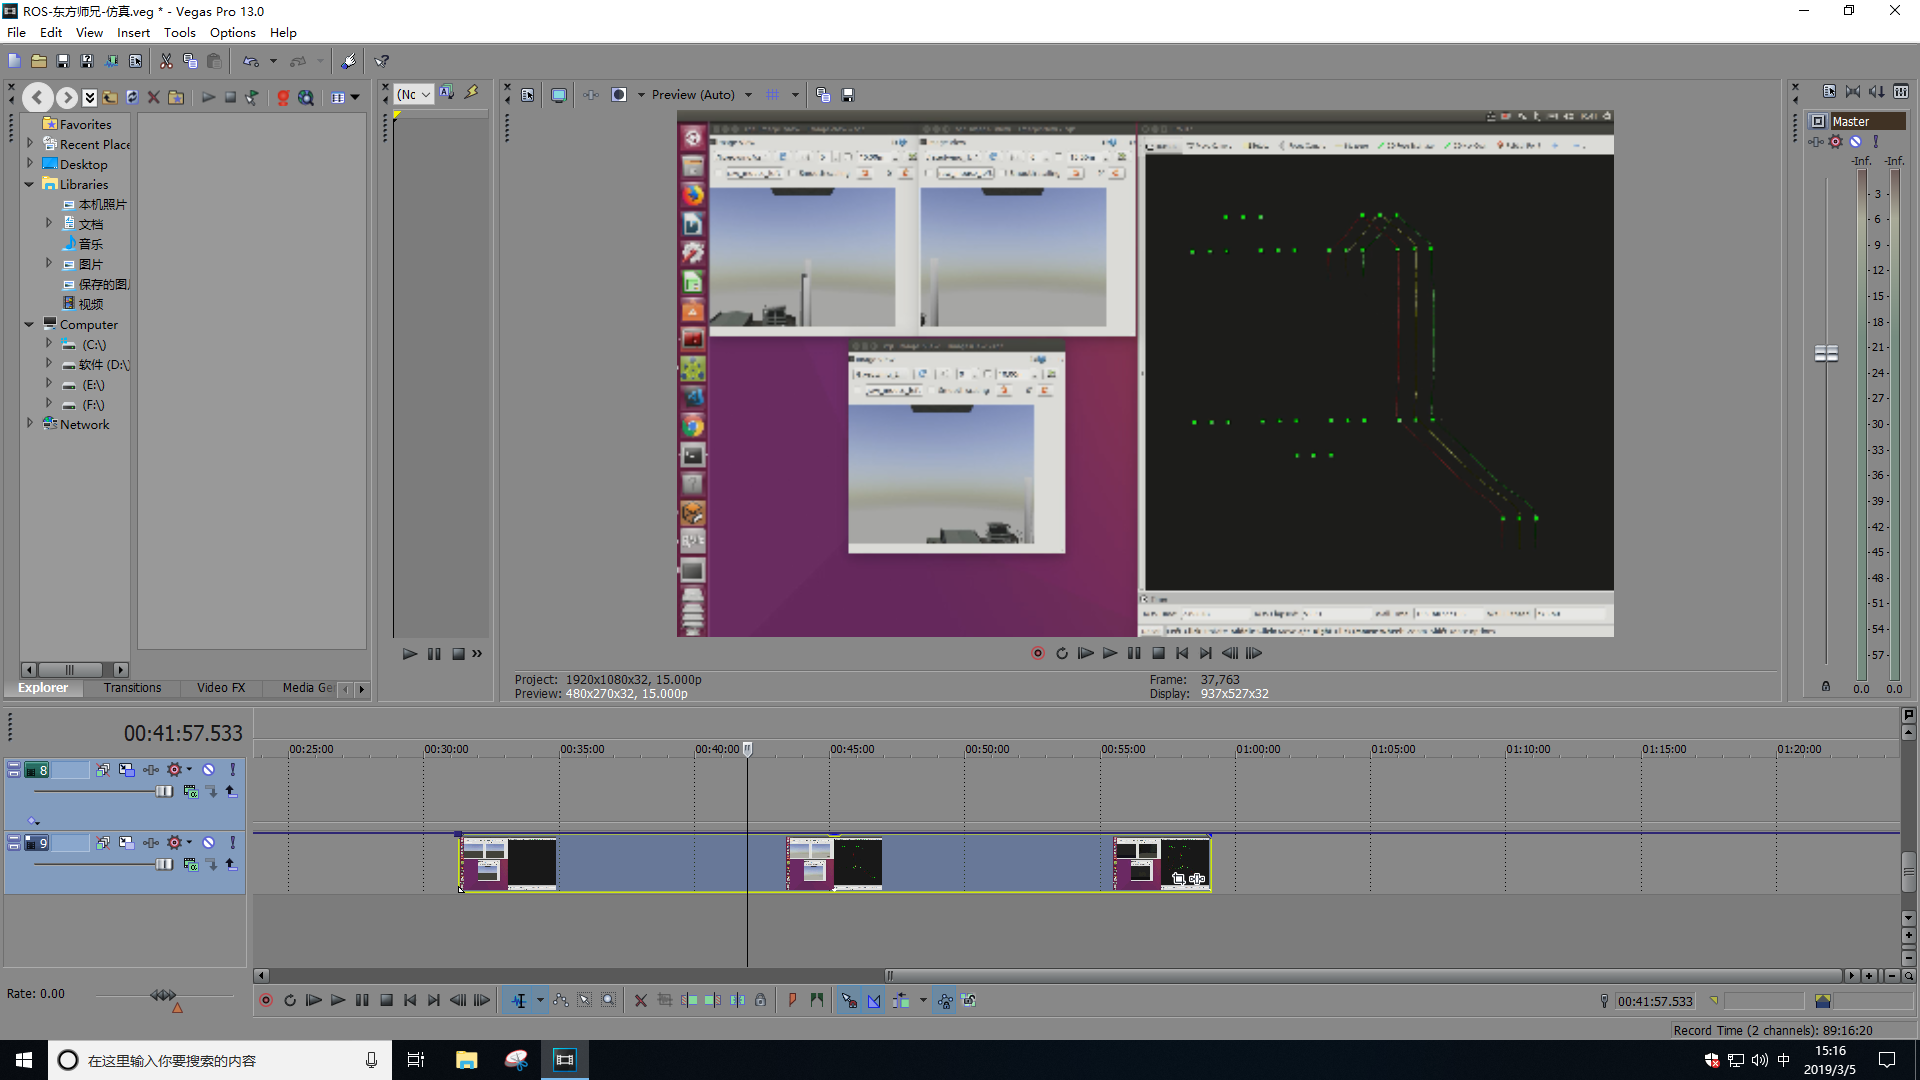 ROS-东方师兄-仿真.veg * - Vegas Pro 13.0
File Edit View Insert Tools Options Help
(Nc
Preview (Auto)
Favorites
Recent Place
Desktop
Libraries
本机照片
文档
音乐
图片
保存的图
视频
Computer
(C:\)
软件 (D:\)
(E:\)
(F:\)
Network
Explorer Transitions Video FX Media Ge
Project: 1920x1080x32, 15.000p
Preview: 480x270x32, 15.000p
Frame: 37,763
Display: 937x527x32
Master
-Inf. -Inf.
- 3 -
- 6 -
- 9 -
-12-
-15-
-18-
-21-
-24-
-27-
-30-
-33-
-36-
-39-
-42-
-45-
-48-
-51-
-54-
-57-
0.0 0.0
00:41:57.533
00:25:00 00:30:00 00:35:00 00:40:00 00:45:00 00:50:00 00:55:00 01:00:00 01:05:00 01:10:00 01:15:00 01:20:00
8
9
Rate: 0.00
00:41:57.533
Record Time (2 channels): 89:16:20
在这里输入你要搜索的内容
中
15:16
2019/3/5